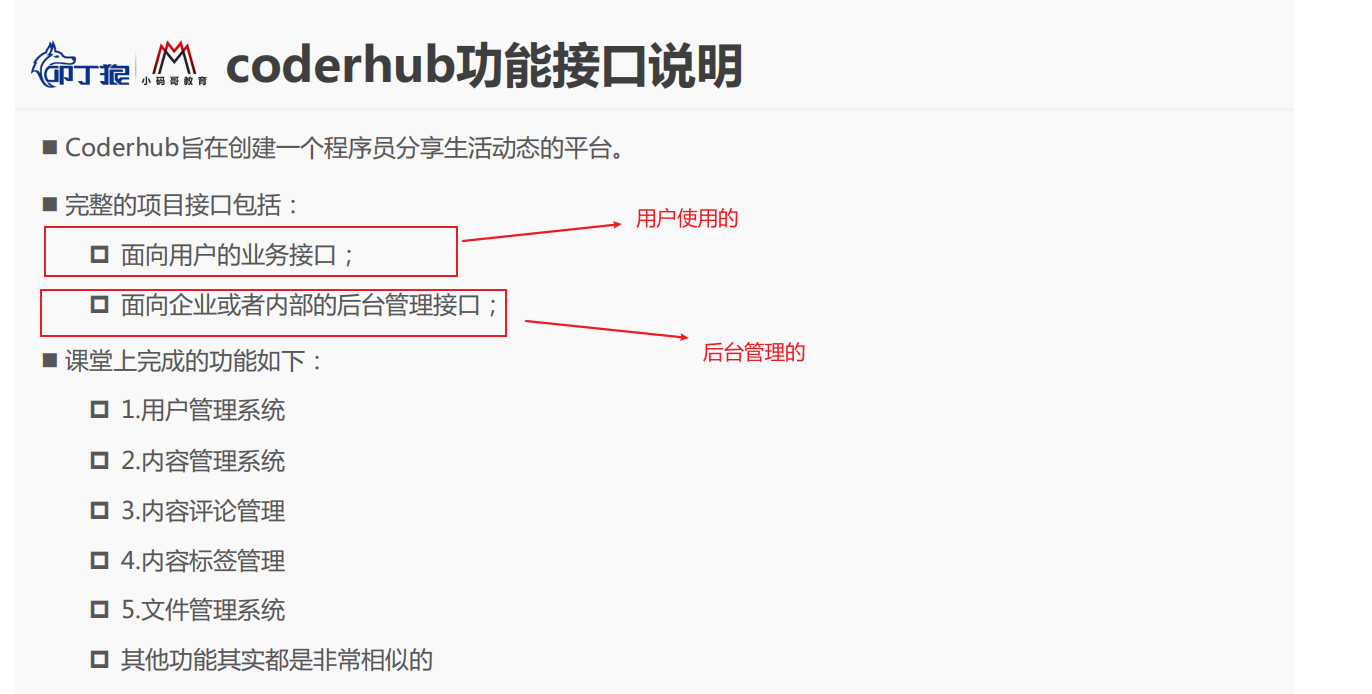 叩丁狼
小码哥教育
coderhub功能接口说明
Coderhub旨在创建一个程序员分享生活动态的平台。
完整的项目接口包括：
用户使用的
面向用户的业务接口；
面向企业或者内部的后台管理接口；
后台管理的
课堂上完成的功能如下：
1.用户管理系统
2.内容管理系统
3.内容评论管理
4.内容标签管理
5.文件管理系统
其他功能其实都是非常相似的